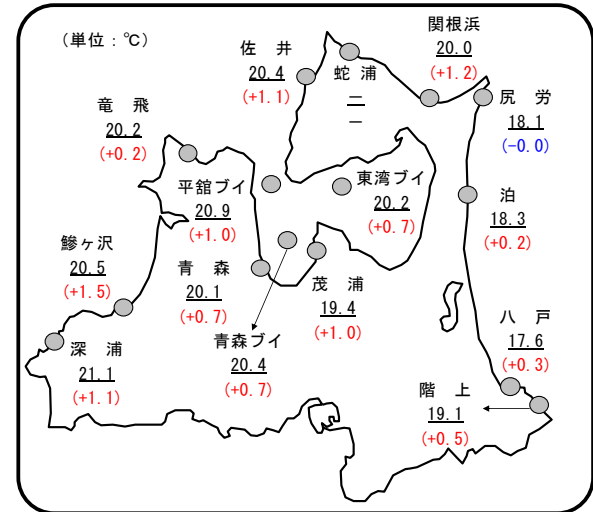 （単位：℃）
関根浜
20.0
(+1.2)
佐 井
20.4
(+1.1)
蛇 浦
二
一
尻 労
18.1
(-0.0)
竜 飛
20.2
(+0.2)
平舘ブイ
20.9
(+1.0)
東湾ブイ
20.2
(+0.7)
泊
18.3
(+0.2)
鰺ヶ沢
20.5
(+1.5)
青 森
20.1
(+0.7)
茂 浦
19.4
(+1.0)
青森ブイ
20.4
(+0.7)
八 戸
17.6
(+0.3)
深 浦
21.1
(+1.1)
階 上
19.1
(+0.5)